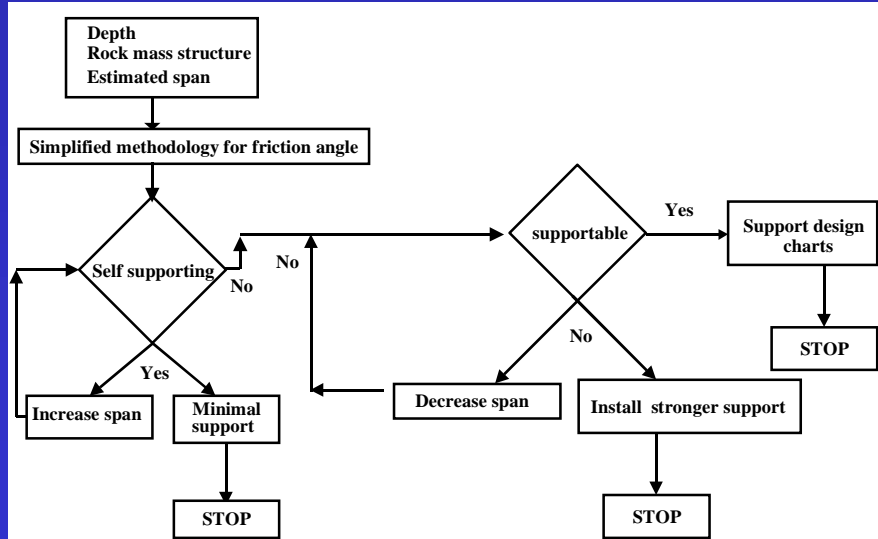 Depth
Rock mass structure
Estimated span
Simplified methodology for friction angle
Self supporting
No
Yes
Increase span
Minimal
support
STOP
No
supportable
Yes
Support design
charts
STOP
No
Decrease span
Install stronger support
STOP